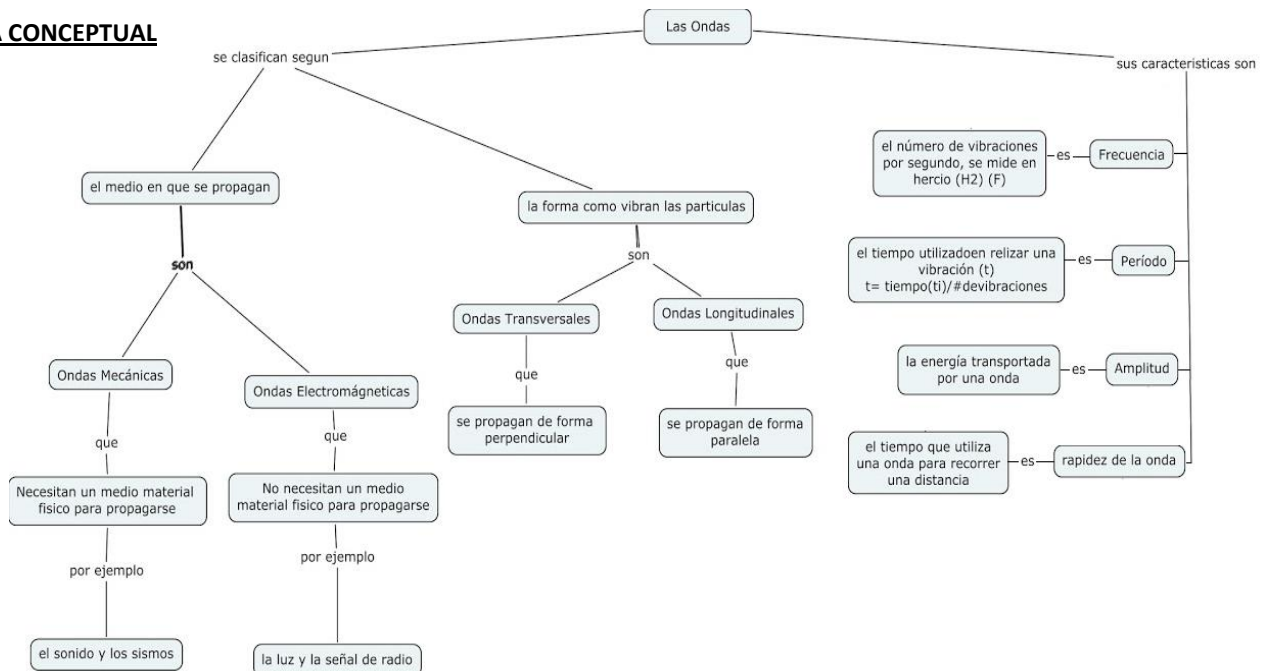 A CONCEPTUAL
Las Ondas
se clasifican segun
sus caracteristicas son
el medio en que se propagan
son
Ondas Mecánicas
que
Necesitan un medio material
fisico para propagarse
por ejemplo
el sonido y los sismos
Ondas Electromágneticas
que
No necesitan un medio
material fisico para propagarse
por ejemplo
la luz y la señal de radio
la forma como vibran las particulas
son
Ondas Transversales
que
se propagan de forma
perpendicular
Ondas Longitudinales
que
se propagan de forma
paralela
Frecuencia
es
el número de vibraciones
por segundo, se mide en
hercio (H2) (F)
Período
es
el tiempo utilizadoen relizar una
vibración (t)
t= tiempo(ti)/#devibraciones
Amplitud
es
la energía transportada
por una onda
rapidez de la onda
es
el tiempo que utiliza
una onda para recorrer
una distancia